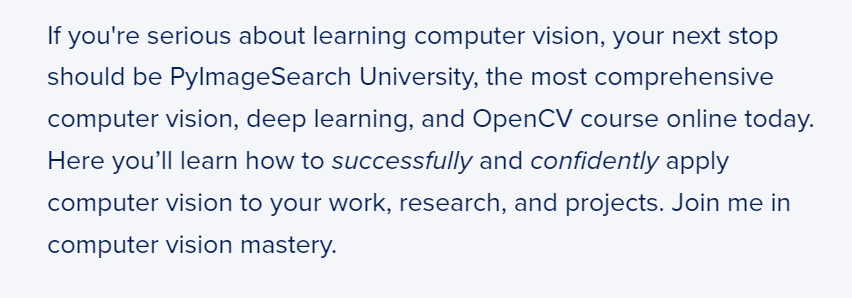 If you're serious about learning computer vision, your next stop
should be PyImageSearch University, the most comprehensive
computer vision, deep learning, and OpenCV course online today.
Here you’ll learn how to successfully and confidently apply
computer vision to your work, research, and projects. Join me in
computer vision mastery.